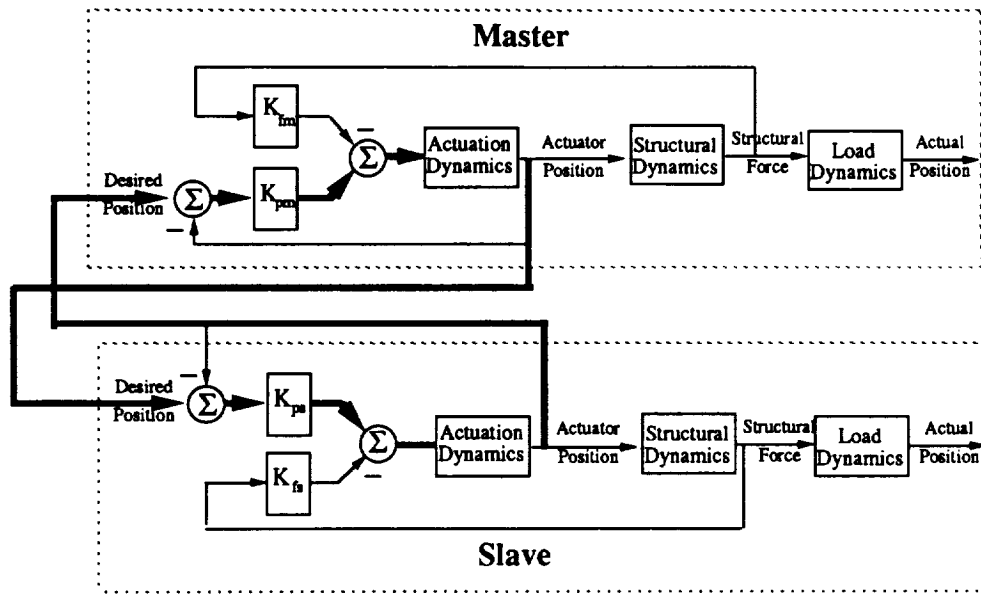 Master
K_fm
−
Σ
Actuation
Dynamics
Actuator
Position
Structural
Dynamics
Structural
Force
Load
Dynamics
Actual
Position
Desired
Position
Σ
−
K_pm
Desired
Position
−
Σ
K_ps
Σ
−
K_fs
Actuation
Dynamics
Actuator
Position
Structural
Dynamics
Structural
Force
Load
Dynamics
Actual
Position
Slave